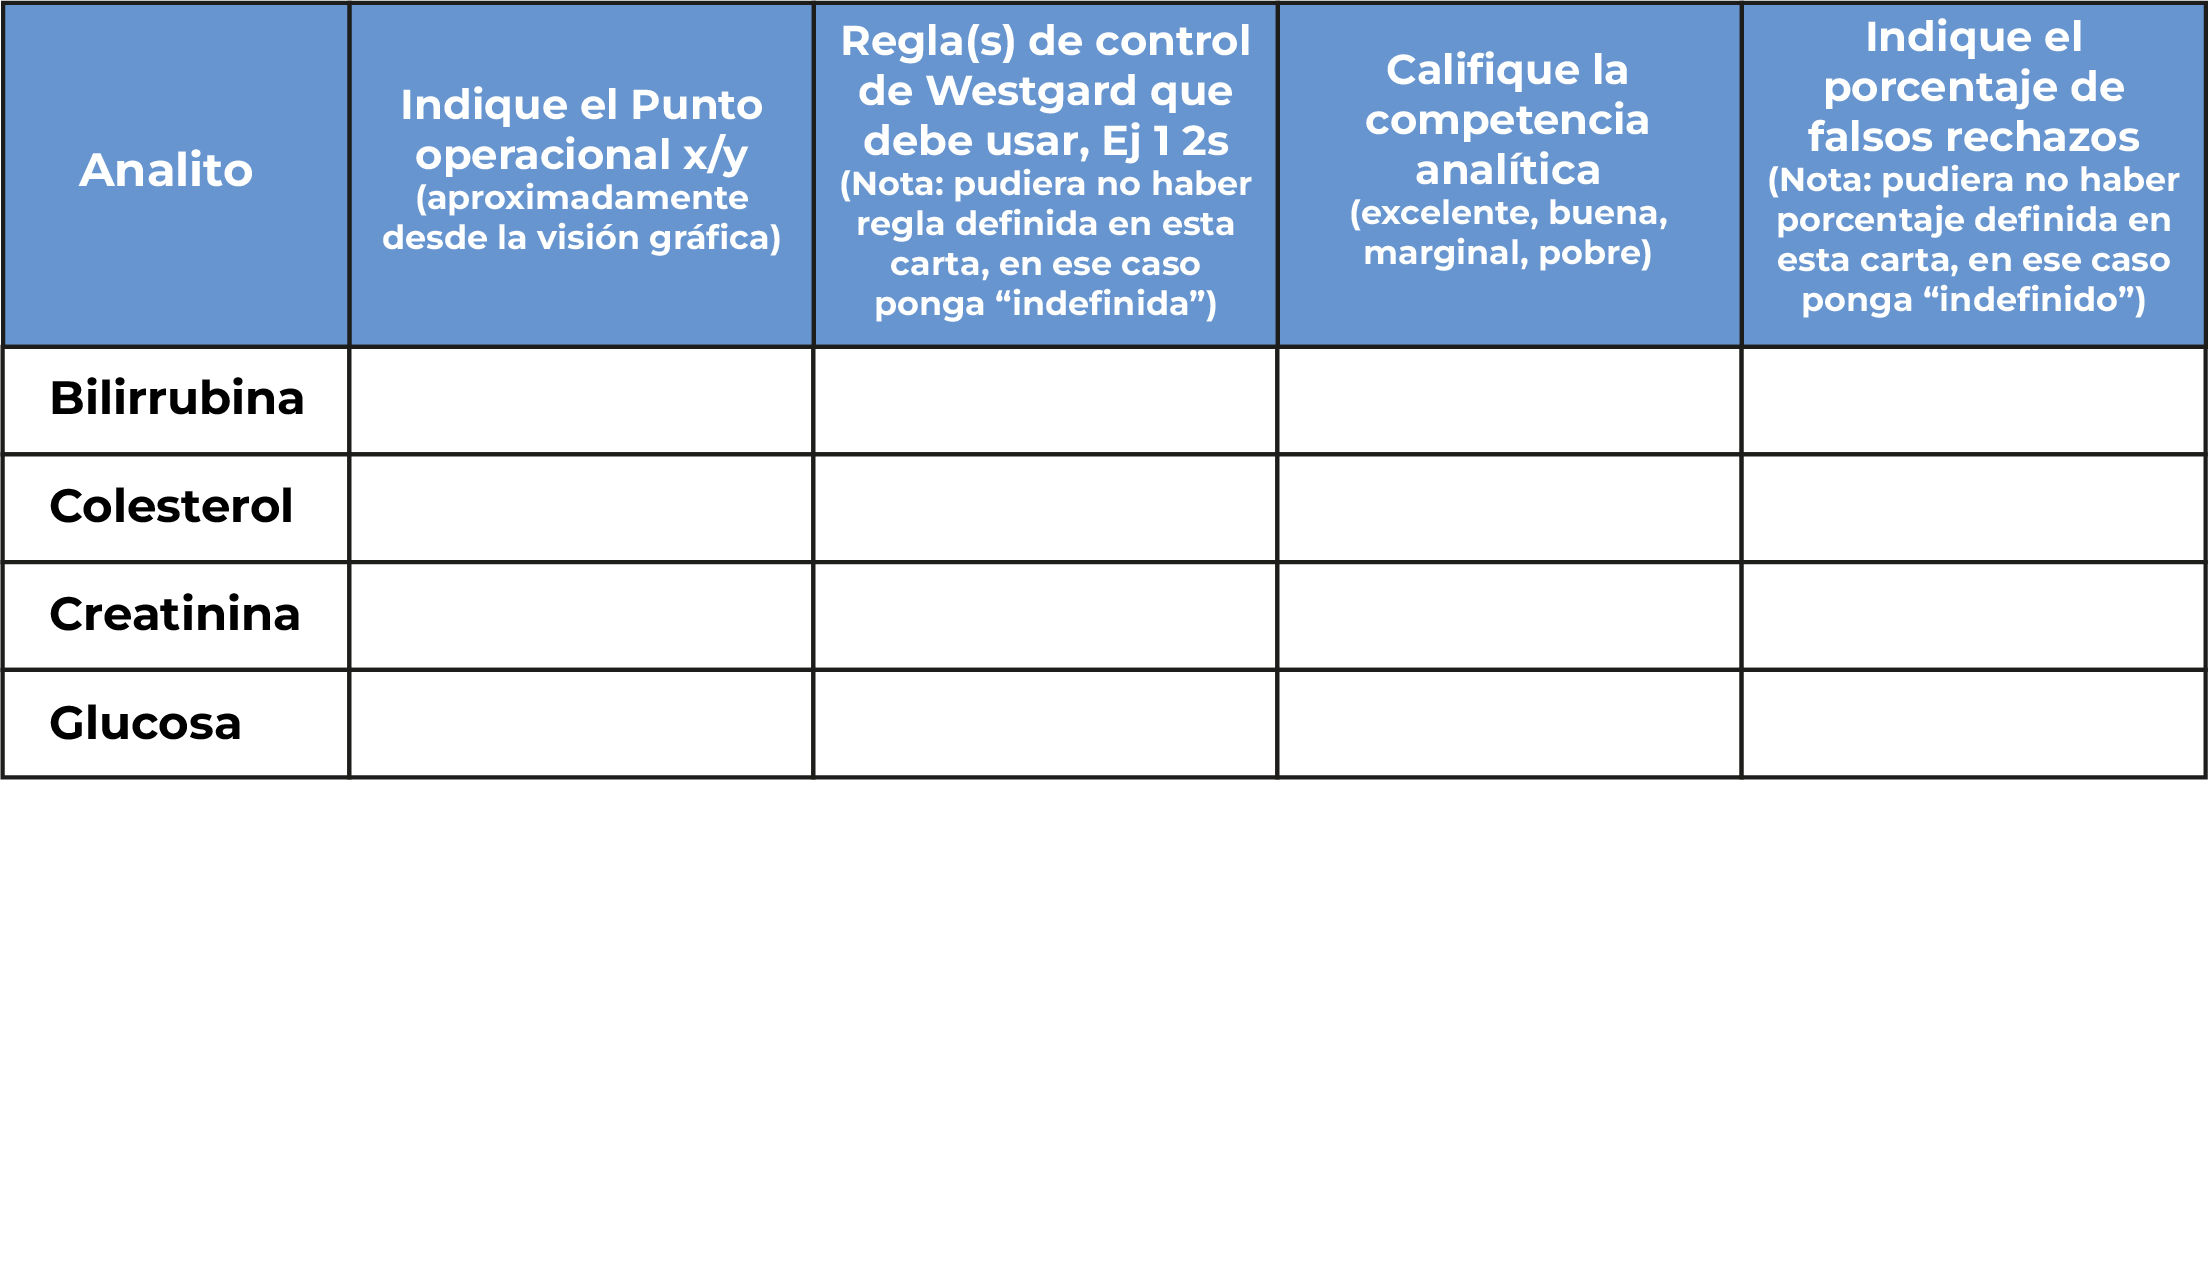 Analito
Indique el Punto
operacional x/y
(aproximadamente
desde la visión gráfica)
Regla(s) de control
de Westgard que
debe usar, Ej 1 2s
(Nota: pudiera no haber
regla definida en esta
carta, en ese caso
ponga “indefinida”)
Califique la
competencia
analítica
(excelente, buena,
marginal, pobre)
Indique el
porcentaje de
falsos rechazos
(Nota: pudiera no haber
porcentaje definida en
esta carta, en ese caso
ponga “indefinido”)
Bilirrubina
Colesterol
Creatinina
Glucosa